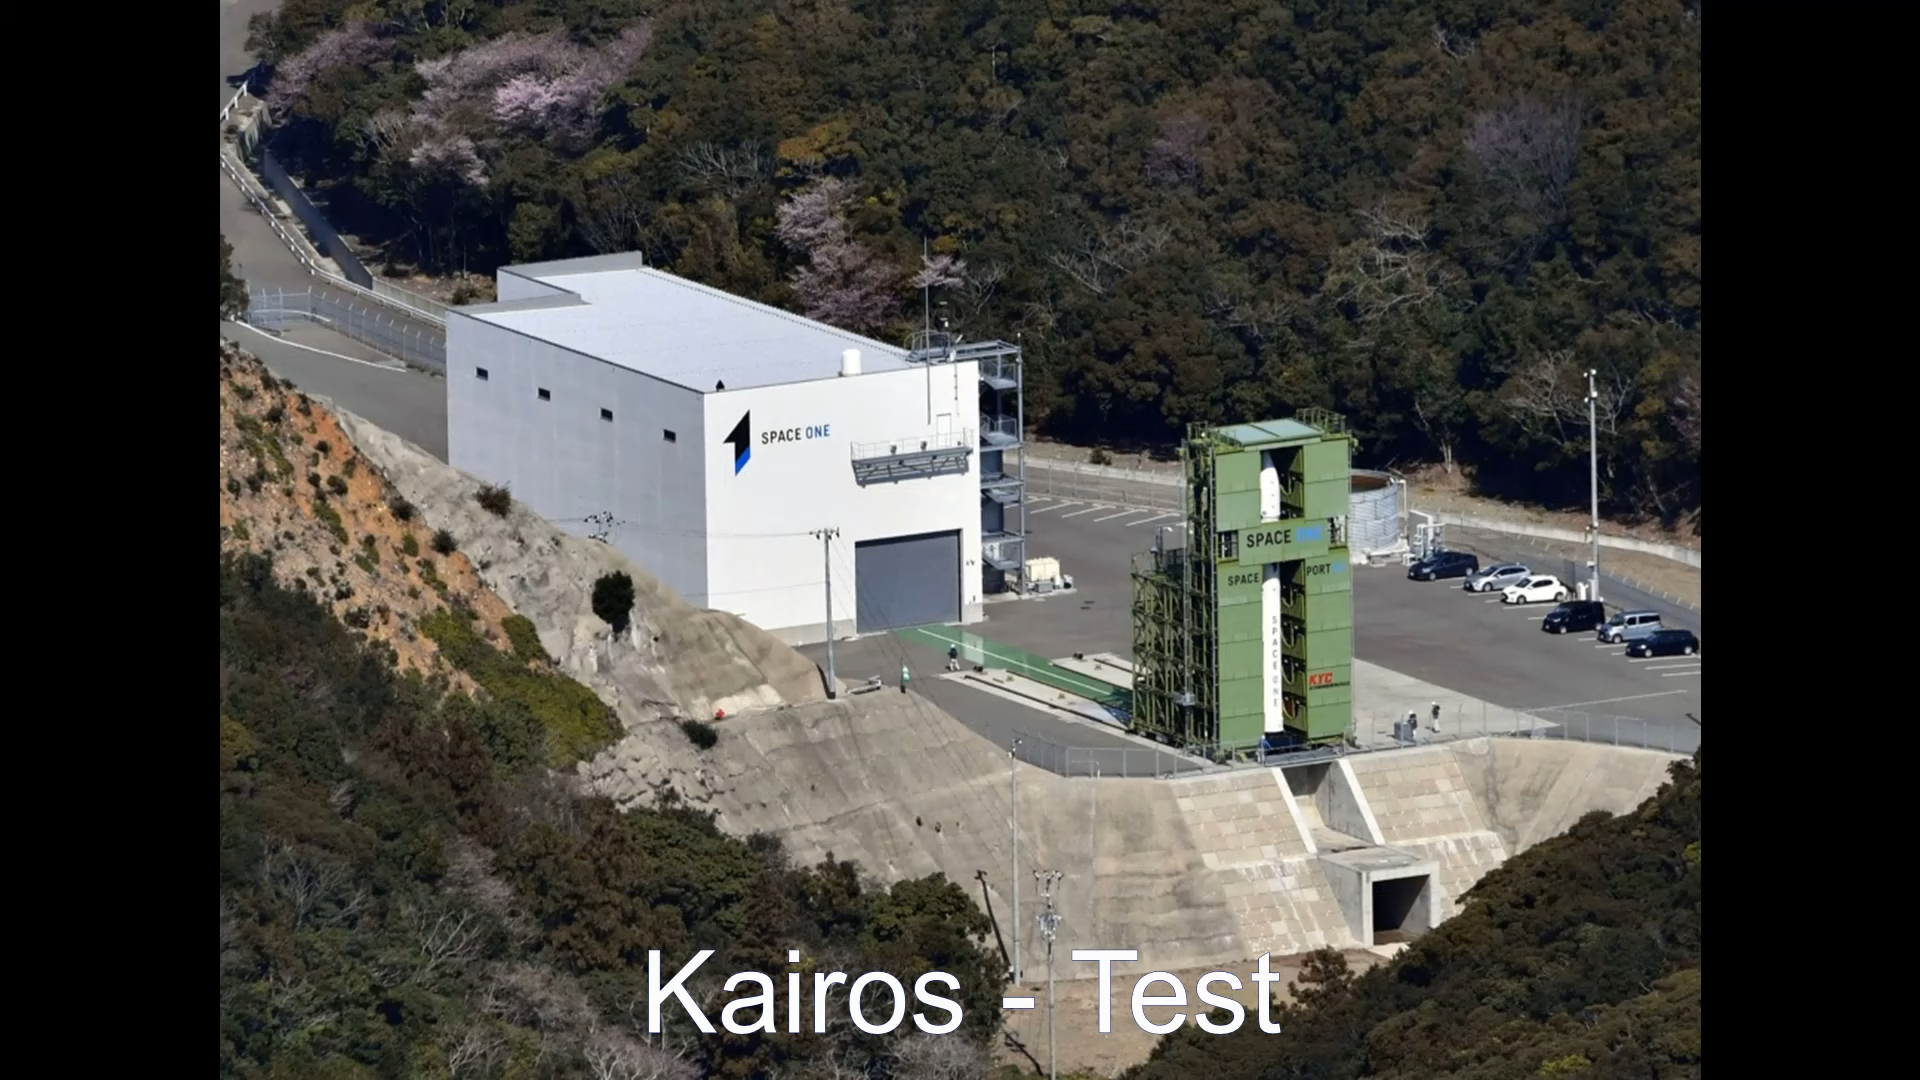 SPACE ONE
SPACE ONE
SPACE PORT
SPACE ONE
KYC
Kairos - Test